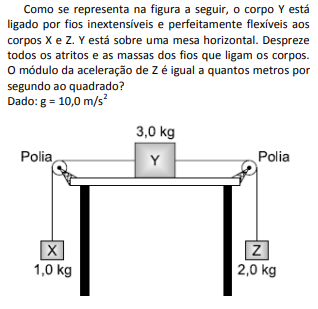 Como se representa na figura a seguir, o corpo Y está
ligado por fios inextensíveis e perfeitamente flexíveis aos
corpos X e Z. Y está sobre uma mesa horizontal. Despreze
todos os atritos e as massas dos fios que ligam os corpos.
O módulo da aceleração de Z é igual a quantos metros por
segundo ao quadrado?
Dado: g = 10,0 m/s²
3,0 kg
Polia
Y
Polia
X
Z
1,0 kg
2,0 kg